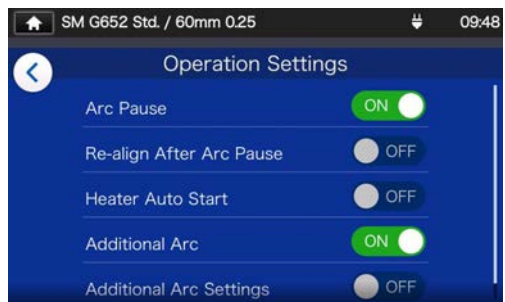 SM G652 Std. / 60mm 0.25 09:48
Operation Settings
Arc Pause ON
Re-align After Arc Pause OFF
Heater Auto Start OFF
Additional Arc ON
Additional Arc Settings OFF